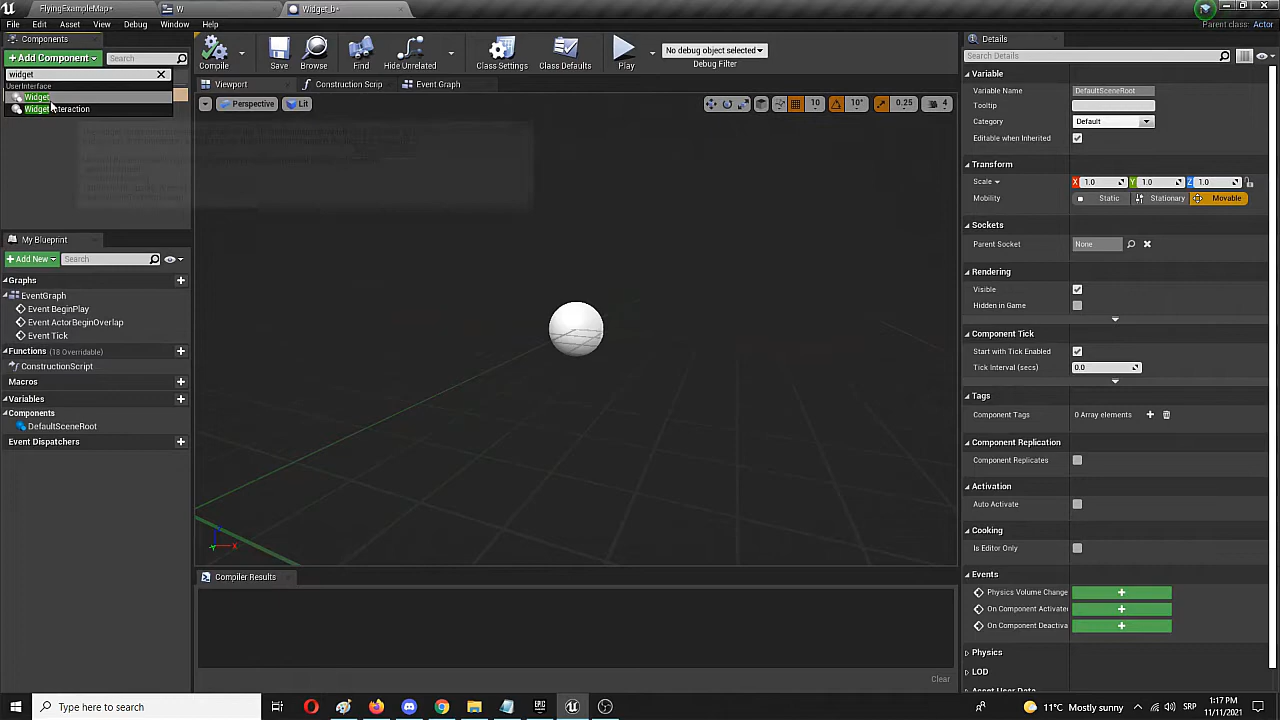 FlyingExampleMap*
W
Widget_b*
File
Edit
Asset
View
Debug
Window
Help
Parent class: Actor
Components
+Add Component
Search
widget
UserInterface
Widget
Widget Interaction
Compile
Save
Browse
Find
Hide Unrelated
Class Settings
Class Defaults
Play
No debug object selected
Debug Filter
Viewport
Construction Scrip
Event Graph
Perspective
Lit
10
10°
0.25
4
My Blueprint
+Add New
Search
Graphs
EventGraph
Event BeginPlay
Event ActorBeginOverlap
Event Tick
Functions (18 Overridable)
ConstructionScript
Macros
Variables
Components
DefaultSceneRoot
Event Dispatchers
X
Compiler Results
Clear
Details
Search Details
Variable
Variable Name
DefaultSceneRoot
Tooltip
Category
Default
Editable when Inherited
Transform
Scale
X 1.0
Y 1.0
Z 1.0
Mobility
Static
Stationary
Movable
Sockets
Parent Socket
None
Rendering
Visible
Hidden in Game
Component Tick
Start with Tick Enabled
Tick Interval (secs)
0.0
Tags
Component Tags
0 Array elements
Component Replication
Component Replicates
Activation
Auto Activate
Cooking
Is Editor Only
Events
Physics Volume Change
On Component Activate
On Component Deactiva
Physics
LOD
Asset User Data
Type here to search
11°C Mostly sunny
SRP
1:17 PM
11/11/2021